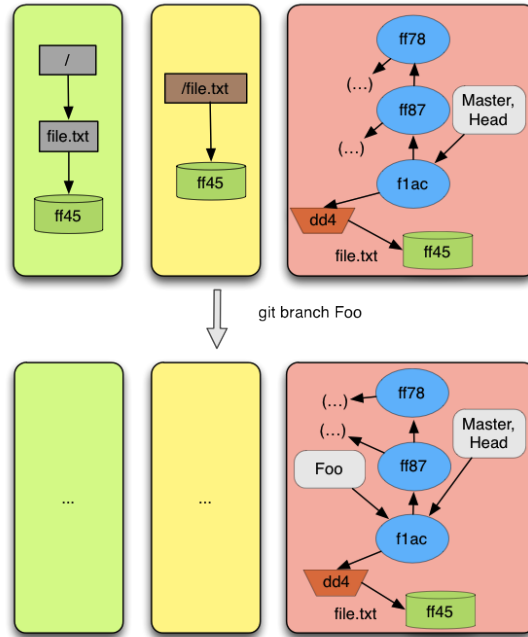 /
file.txt
ff45
/file.txt
ff45
ff78
(...)
ff87
(...)
Master,
Head
f1ac
dd4
file.txt
ff45
git branch Foo
...
...
ff78
(...)
(...)
Master,
Head
Foo
ff87
f1ac
dd4
file.txt
ff45